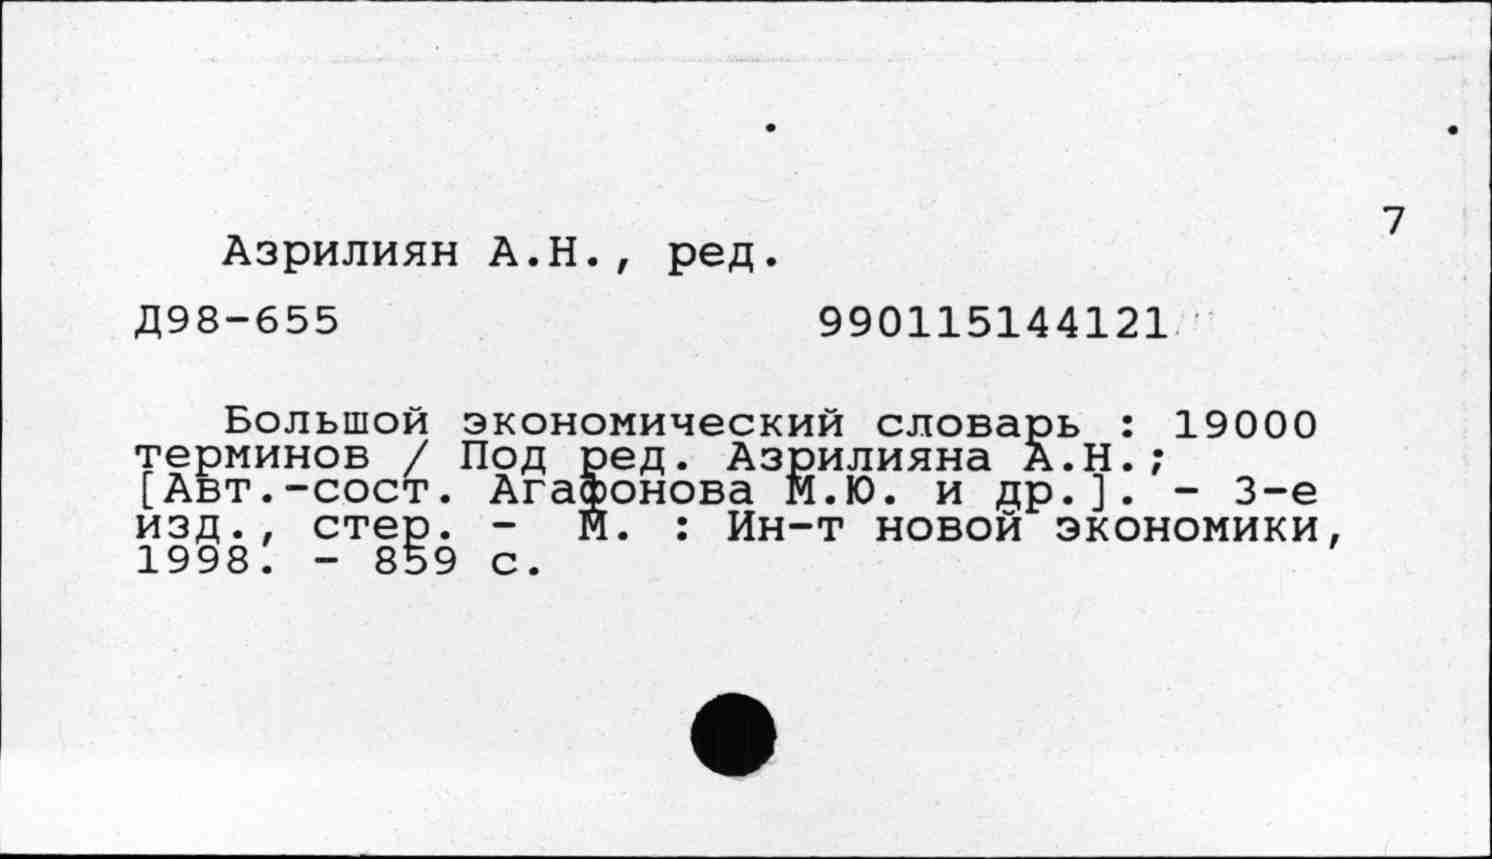 7
Азрилиян А.Н., ред.
Д98-655 990115144121
Большой экономический словарь : 19000
терминов / Под ред. Азрилияна А.Н.;
[Авт.-сост. Агафонова М.Ю. и др.]. - 3-е
изд., стер. - М. : Ин-т новой экономики,
1998. - 859 с.